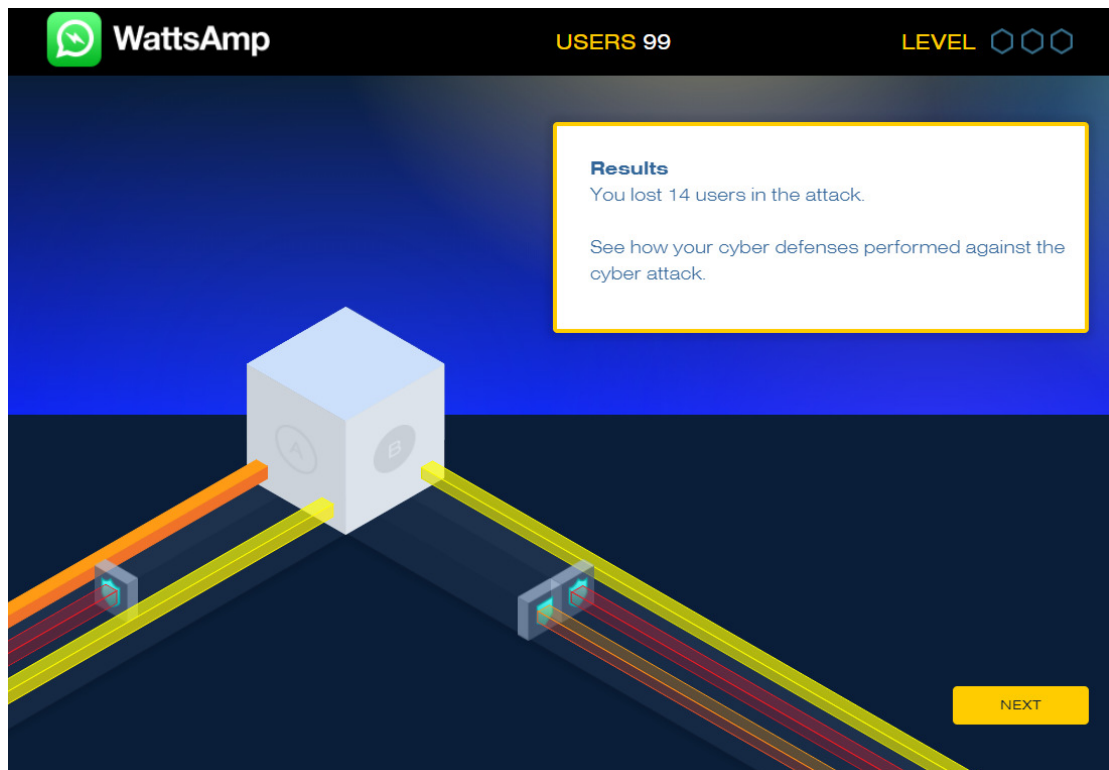 WattsAmp
USERS 99
LEVEL
Results
You lost 14 users in the attack.
See how your cyber defenses performed against the
cyber attack.
A
B
NEXT